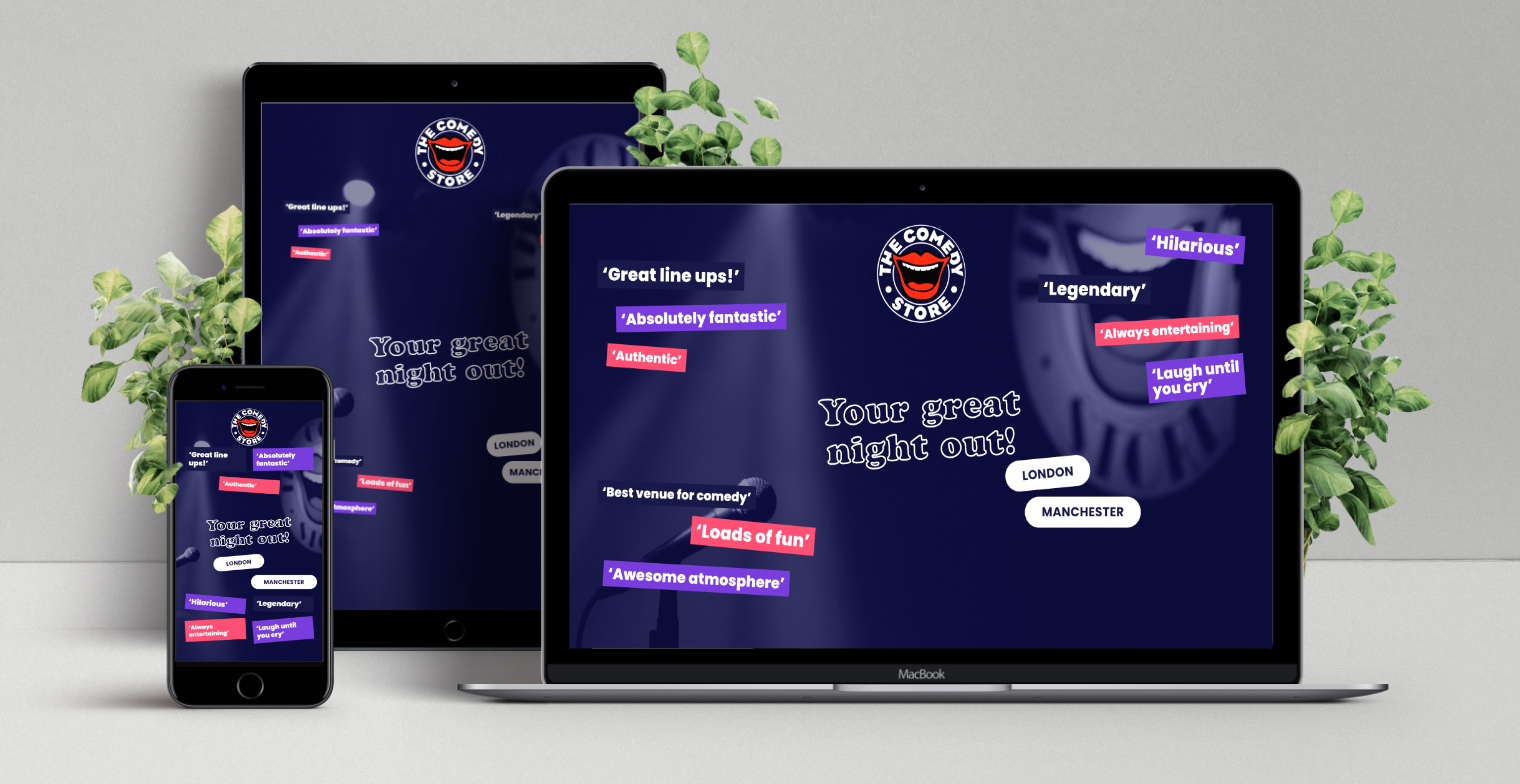 THE COMEDY
STORE
'Great line ups!'
'Absolutely fantastic'
'Authentic'
'Legendary'
Your great
night out!
LONDON
MANC
omedy'
'Loads of fun'
tmosphere'
THE COMEDY
STORE
'Great line
ups!'
'Absolutely
fantastic'
'Authentic'
Your great
night out!
LONDON
MANCHESTER
'Hilarious'
'Legendary'
'Always
entertaining'
'Laugh until
you cry'
THE COMEDY
STORE
'Great line ups!'
'Absolutely fantastic'
'Authentic'
'Hilarious'
'Legendary'
'Always entertaining'
'Laugh until
you cry'
Your great
night out!
LONDON
MANCHESTER
'Best venue for comedy'
'Loads of fun'
'Awesome atmosphere'
MacBook